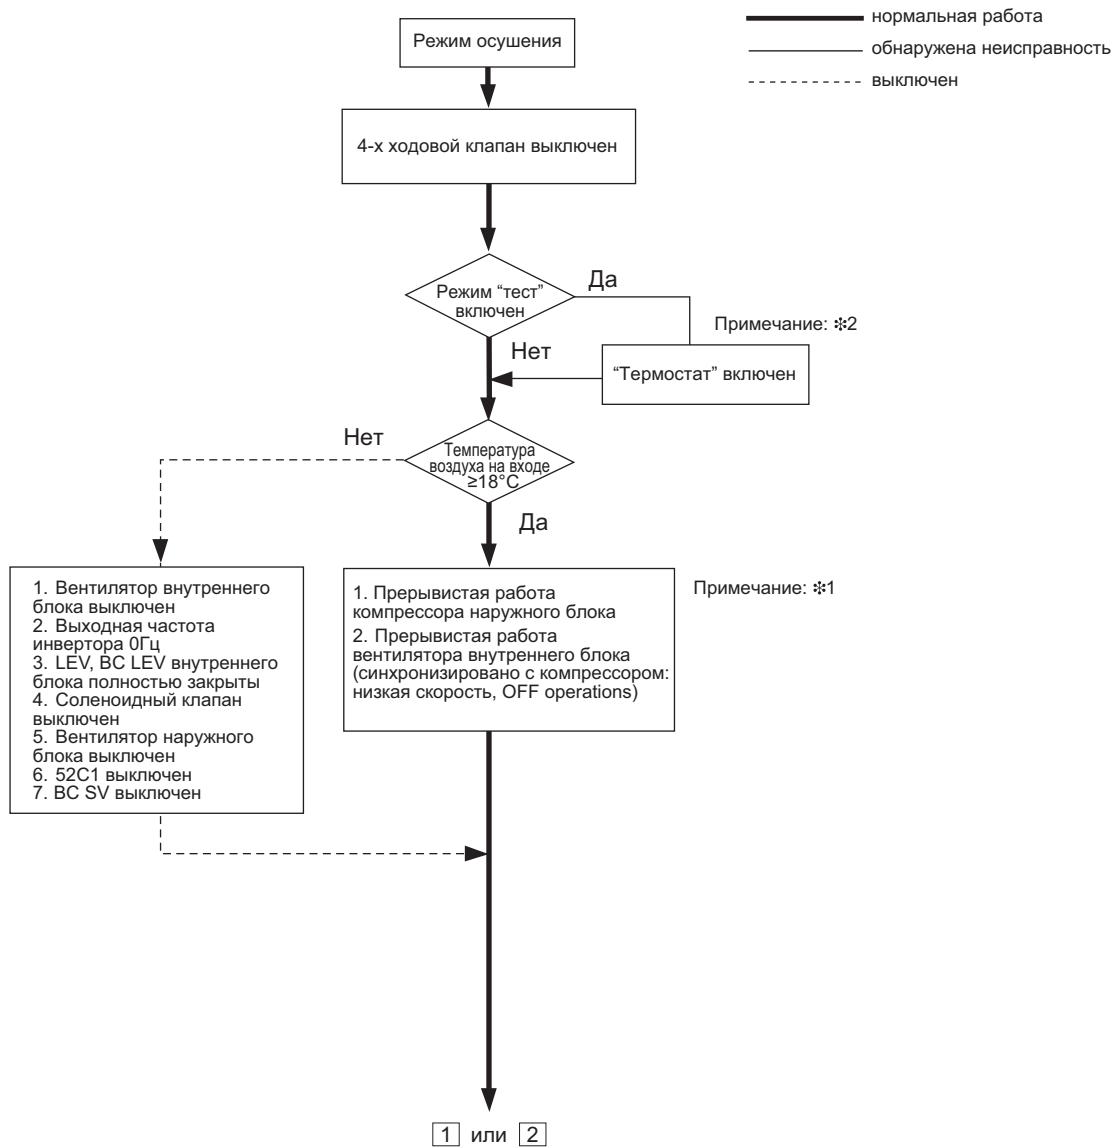 нормальная работа
обнаружена неисправность
выключен
Режим осушения
4-х ходовой клапан выключен
Режим “тест”
включен
Да
Примечание: ✻2
Нет
“Термостат” включен
Нет
Температура
воздуха на входе
≥18°C
Да
1. Вентилятор внутреннего
блока выключен
2. Выходная частота
инвертора 0Гц
3. LEV, BC LEV внутреннего
блока полностью закрыты
4. Соленоидный клапан
выключен
5. Вентилятор наружного
блока выключен
6. 52C1 выключен
7. BC SV выключен
1. Прерывистая работа
компрессора наружного блока
2. Прерывистая работа
вентилятора внутреннего блока
(синхронизировано с компрессором:
низкая скорость, OFF operations)
Примечание: ✻1
1 или 2